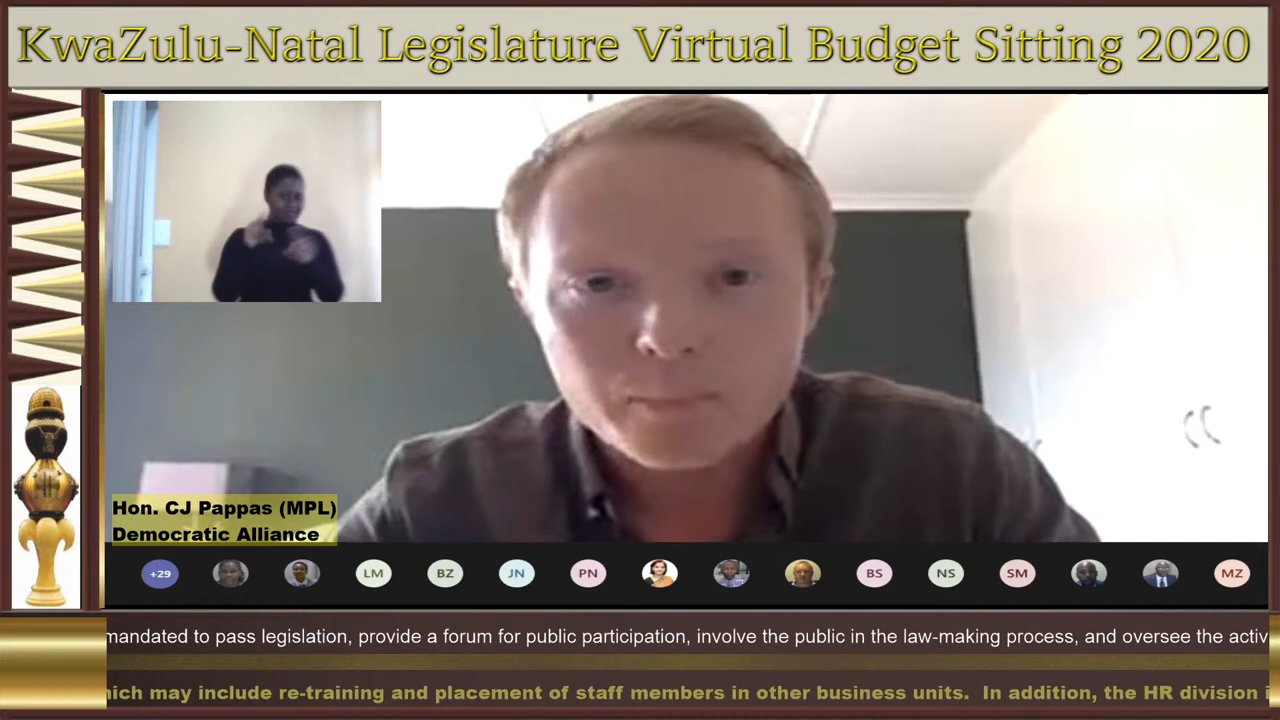 KwaZulu-Natal Legislature Virtual Budget Sitting 2020
Hon. CJ Pappas (MPL)
Democratic Alliance
+29 LM BZ JN PN BS NS SM MZ
mandated to pass legislation, provide a forum for public participation, involve the public in the law-making process, and oversee the activ
hich may include re-training and placement of staff members in other business units. In addition, the HR division i